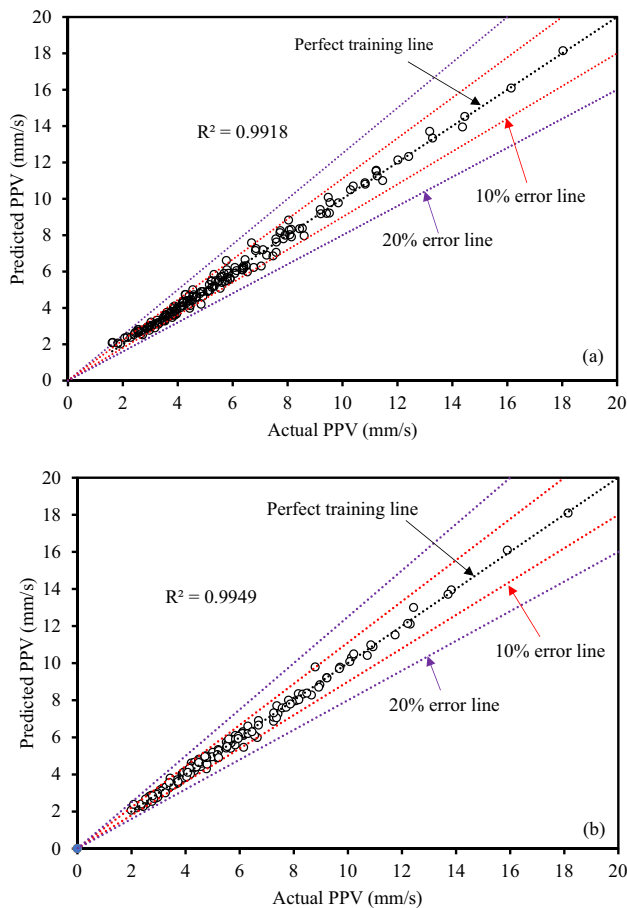 20
18
16
14
12
10
8
6
4
2
0
Predicted PPV (mm/s)
Perfect training line
R² = 0.9918
10% error line
20% error line
(a)
0 2 4 6 8 10 12 14 16 18 20
Actual PPV (mm/s)
20
18
16
14
12
10
8
6
4
2
0
Predicted PPV (mm/s)
Perfect training line
R² = 0.9949
10% error line
20% error line
(b)
0 2 4 6 8 10 12 14 16 18 20
Actual PPV (mm/s)